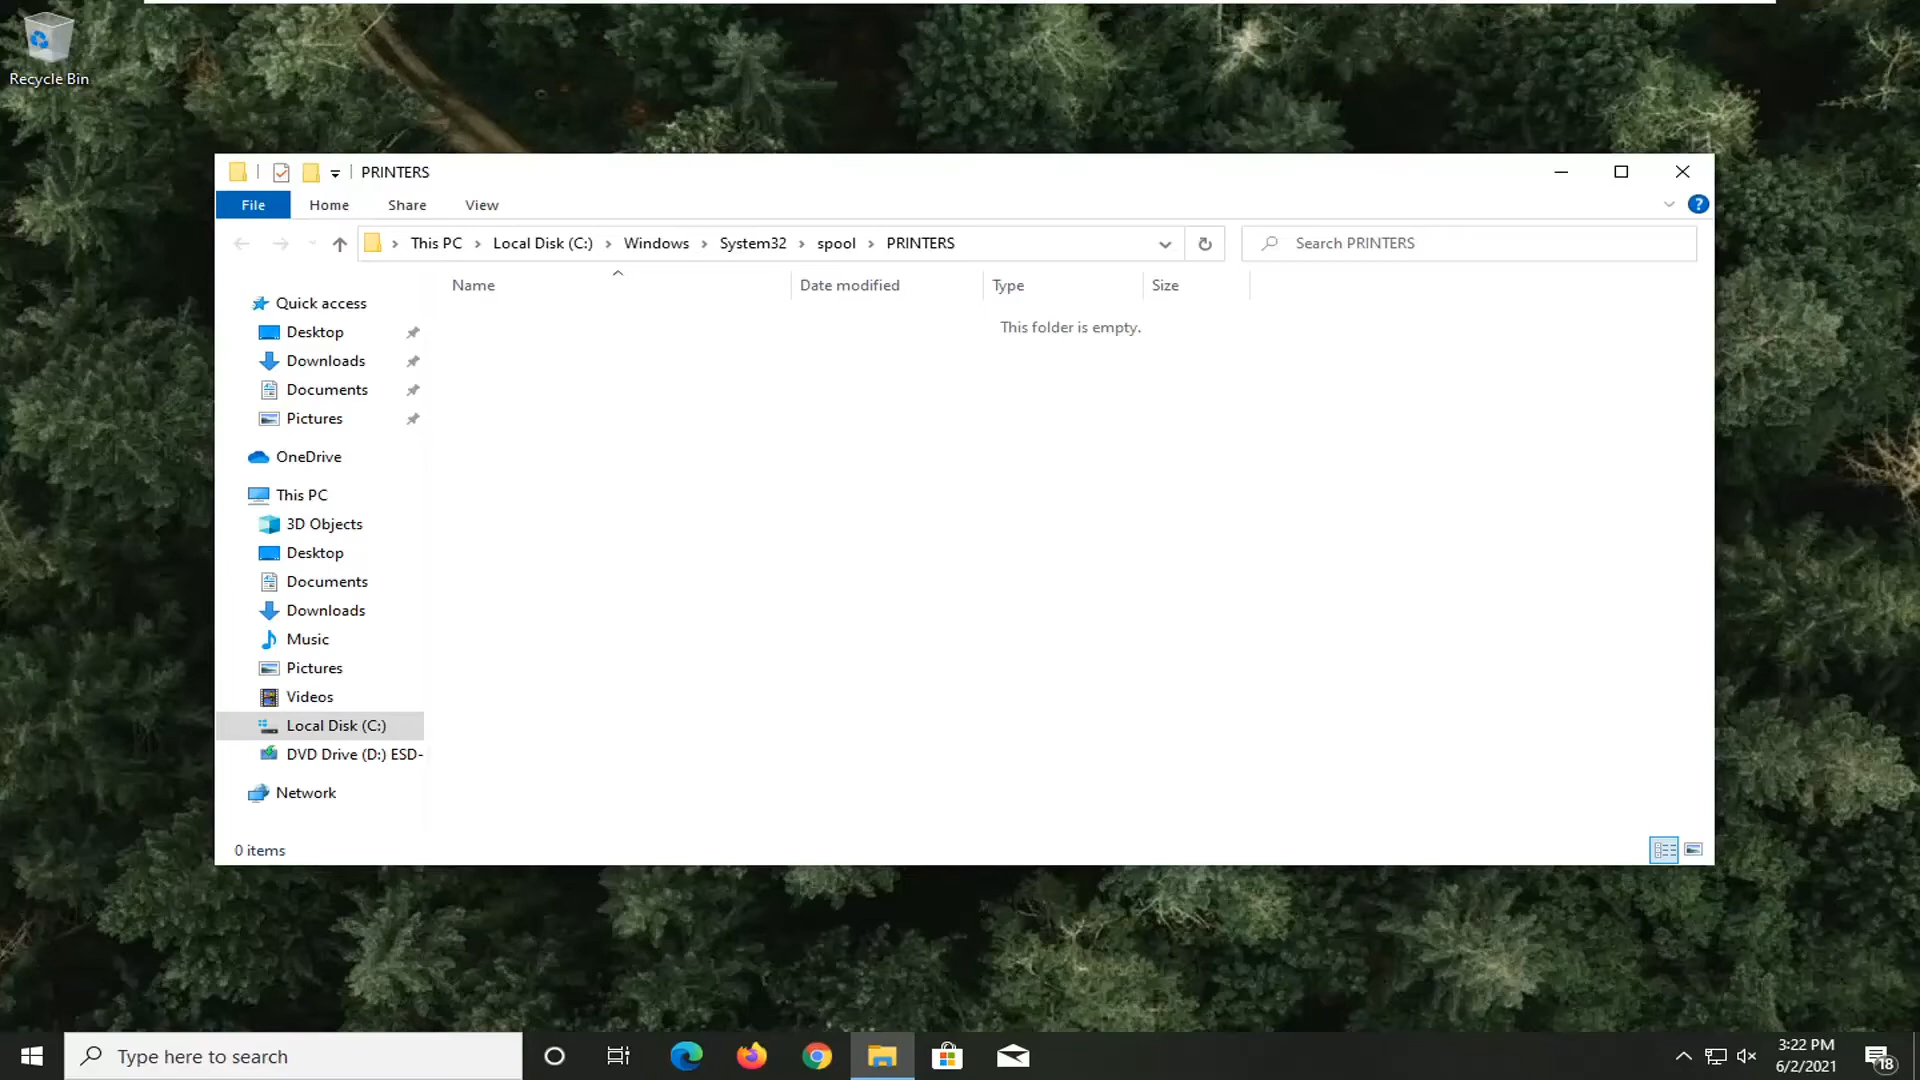 Recycle Bin
PRINTERS
File Home Share View
This PC Local Disk (C:) Windows System32 spool PRINTERS
Search PRINTERS
Name Date modified Type Size
This folder is empty.
Quick access
Desktop
Downloads
Documents
Pictures
OneDrive
This PC
3D Objects
Desktop
Documents
Downloads
Music
Pictures
Videos
Local Disk (C:)
DVD Drive (D:) ESD-
Network
0 items
Type here to search
3:22 PM
6/2/2021
18